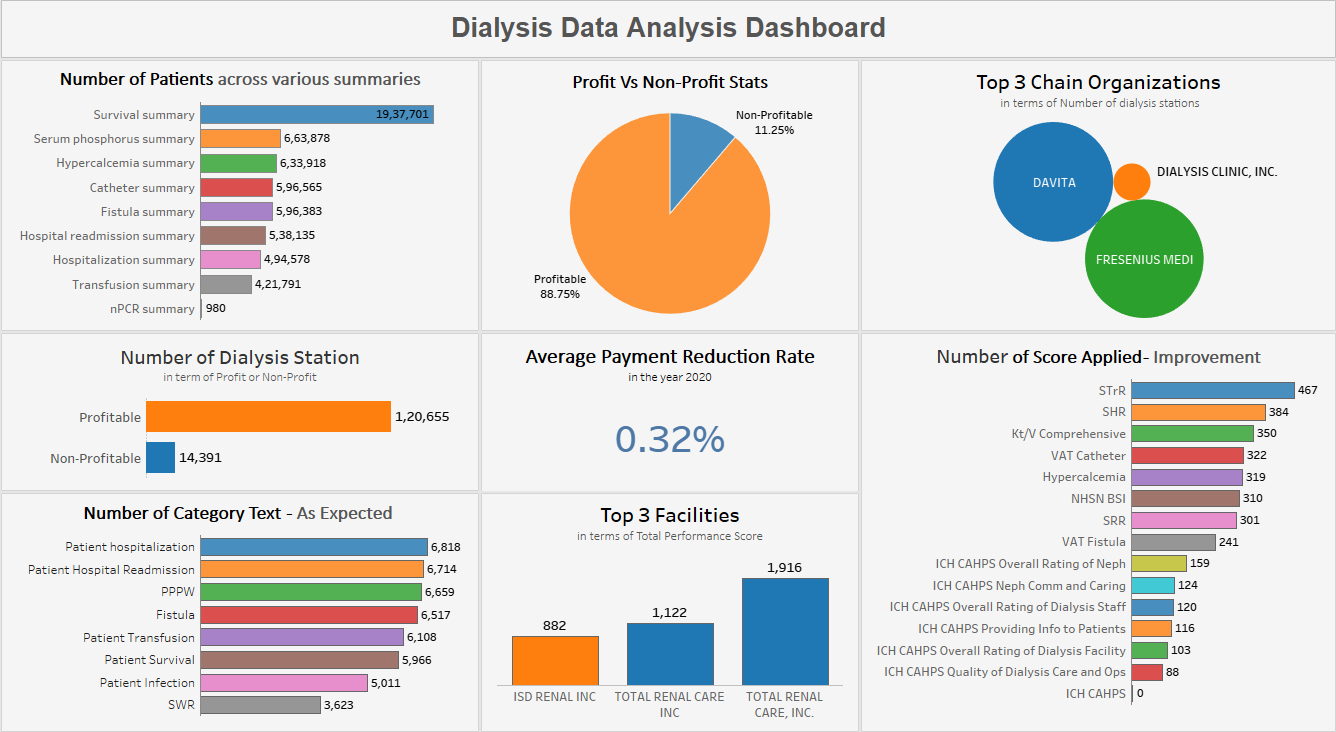 Dialysis Data Analysis Dashboard
Number of Patients across various summaries
Survival summary 19,37,701
Serum phosphorus summary 6,63,878
Hypercalcemia summary 6,33,918
Catheter summary 5,96,565
Fistula summary 5,96,383
Hospital readmission summary 5,38,135
Hospitalization summary 4,94,578
Transfusion summary 4,21,791
nPCR summary 980
Profit Vs Non-Profit Stats
Non-Profitable
11.25%
Profitable
88.75%
Top 3 Chain Organizations
in terms of Number of dialysis stations
DAVITA
DIALYSIS CLINIC, INC.
FRESENIUS MEDI
Number of Dialysis Station
in term of Profit or Non-Profit
Profitable 1,20,655
Non-Profitable 14,391
Average Payment Reduction Rate
in the year 2020
0.32%
Number of Score Applied- Improvement
STrR 467
SHR 384
Kt/V Comprehensive 350
VAT Catheter 322
Hypercalcemia 319
NHSN BSI 310
SRR 301
VAT Fistula 241
ICH CAHPS Overall Rating of Neph 159
ICH CAHPS Neph Comm and Caring 124
ICH CAHPS Overall Rating of Dialysis Staff 120
ICH CAHPS Providing Info to Patients 116
ICH CAHPS Overall Rating of Dialysis Facility 103
ICH CAHPS Quality of Dialysis Care and Ops 88
ICH CAHPS 0
Number of Category Text - As Expected
Patient hospitalization 6,818
Patient Hospital Readmission 6,714
PPPW 6,659
Fistula 6,517
Patient Transfusion 6,108
Patient Survival 5,966
Patient Infection 5,011
SWR 3,623
Top 3 Facilities
in terms of Total Performance Score
882
1,122
1,916
ISD RENAL INC
TOTAL RENAL CARE
INC
TOTAL RENAL
CARE, INC.